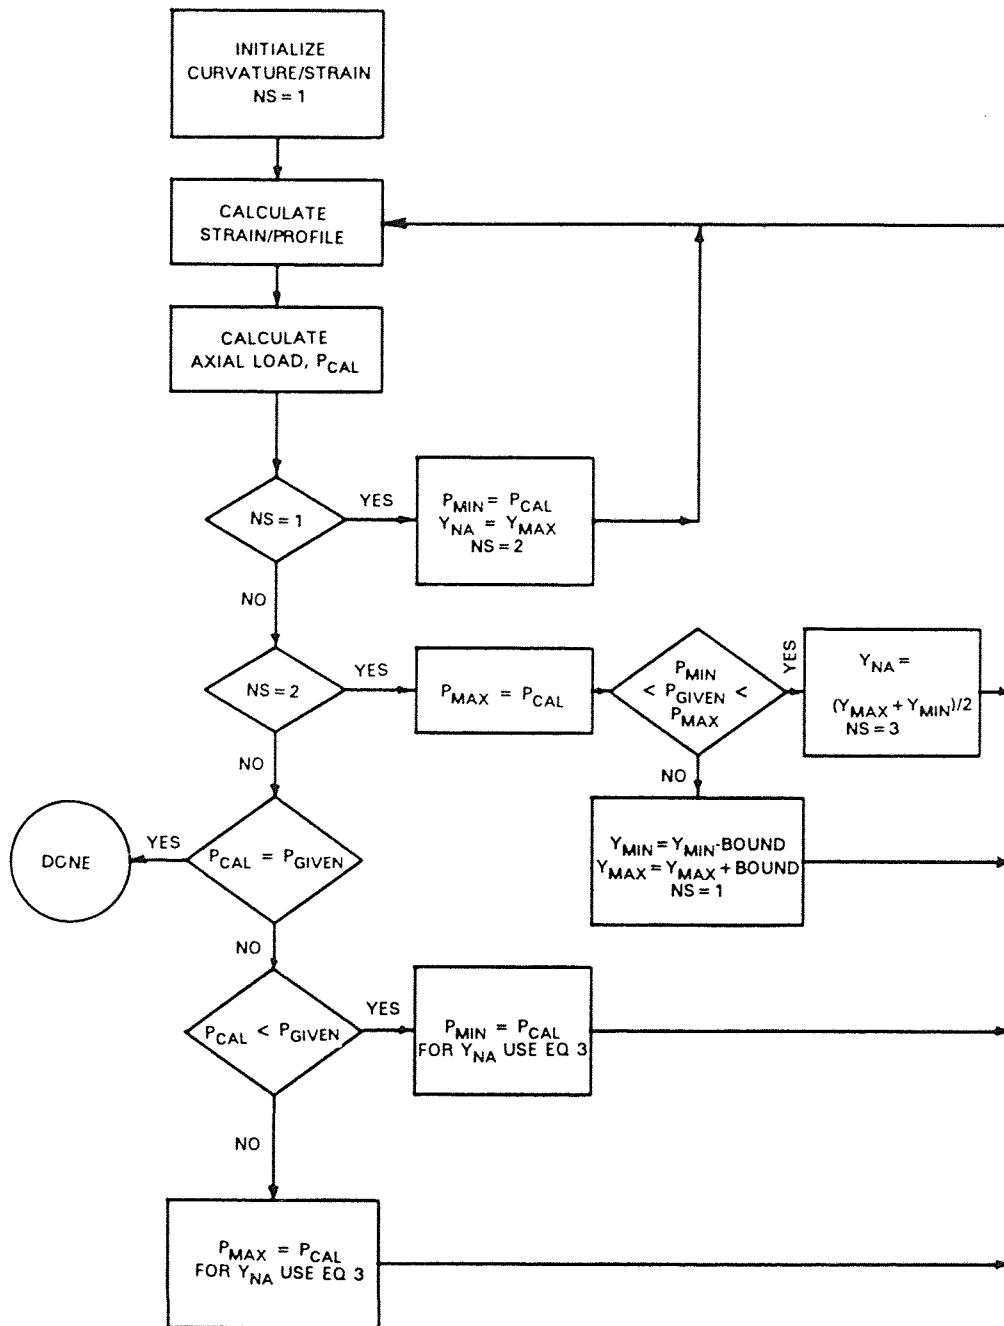 INITIALIZE
CURVATURE/STRAIN
NS = 1
CALCULATE
STRAIN/PROFILE
CALCULATE
AXIAL LOAD, PCAL
NS = 1
YES
PMIN = PCAL
YNA = YMAX
NS = 2
NO
NS = 2
YES
PMAX = PCAL
PMIN
< PGIVEN <
PMAX
YES
YNA =
(YMAX + YMIN)/2
NS = 3
NO
NO
YMIN = YMIN-BOUND
YMAX = YMAX + BOUND
NS = 1
DONE
YES
PCAL = PGIVEN
NO
PCAL < PGIVEN
YES
PMIN = PCAL
FOR YNA USE EQ 3
NO
PMAX = PCAL
FOR YNA USE EQ 3